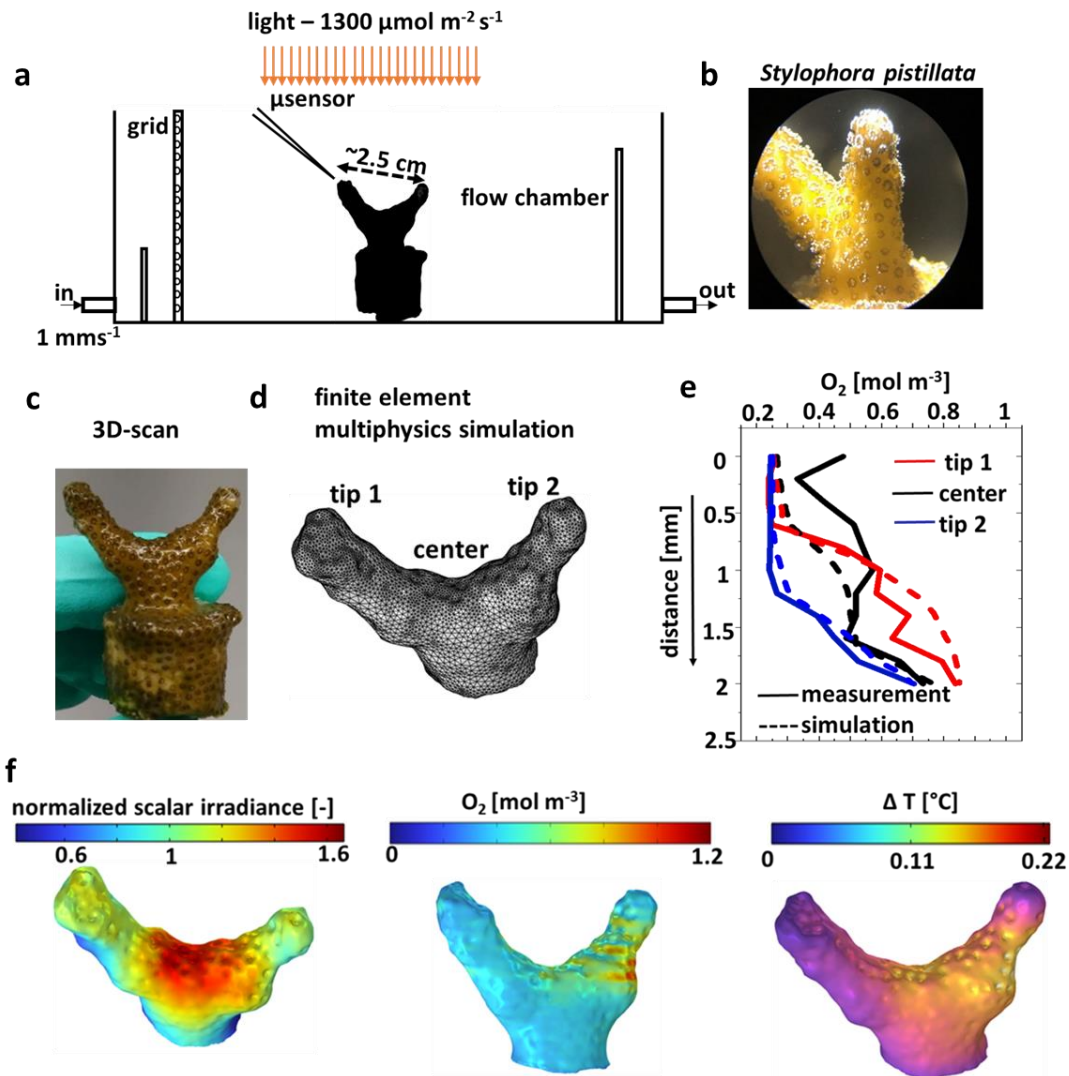 light – 1300 µmol m⁻² s⁻¹
a
µsensor
grid
~2.5 cm
flow chamber
in
out
1 mms⁻¹
b
Stylophora pistillata
c
3D-scan
d
finite element
multiphysics simulation
tip 1
tip 2
center
e
O₂ [mol m⁻³]
0.2 0.4 0.6 0.8 1
0
0.5
1
1.5
2
2.5
distance [mm]
tip 1
center
tip 2
measurement
simulation
f
normalized scalar irradiance [-]
0.6 1 1.6
O₂ [mol m⁻³]
0 1.2
Δ T [°C]
0 0.11 0.22